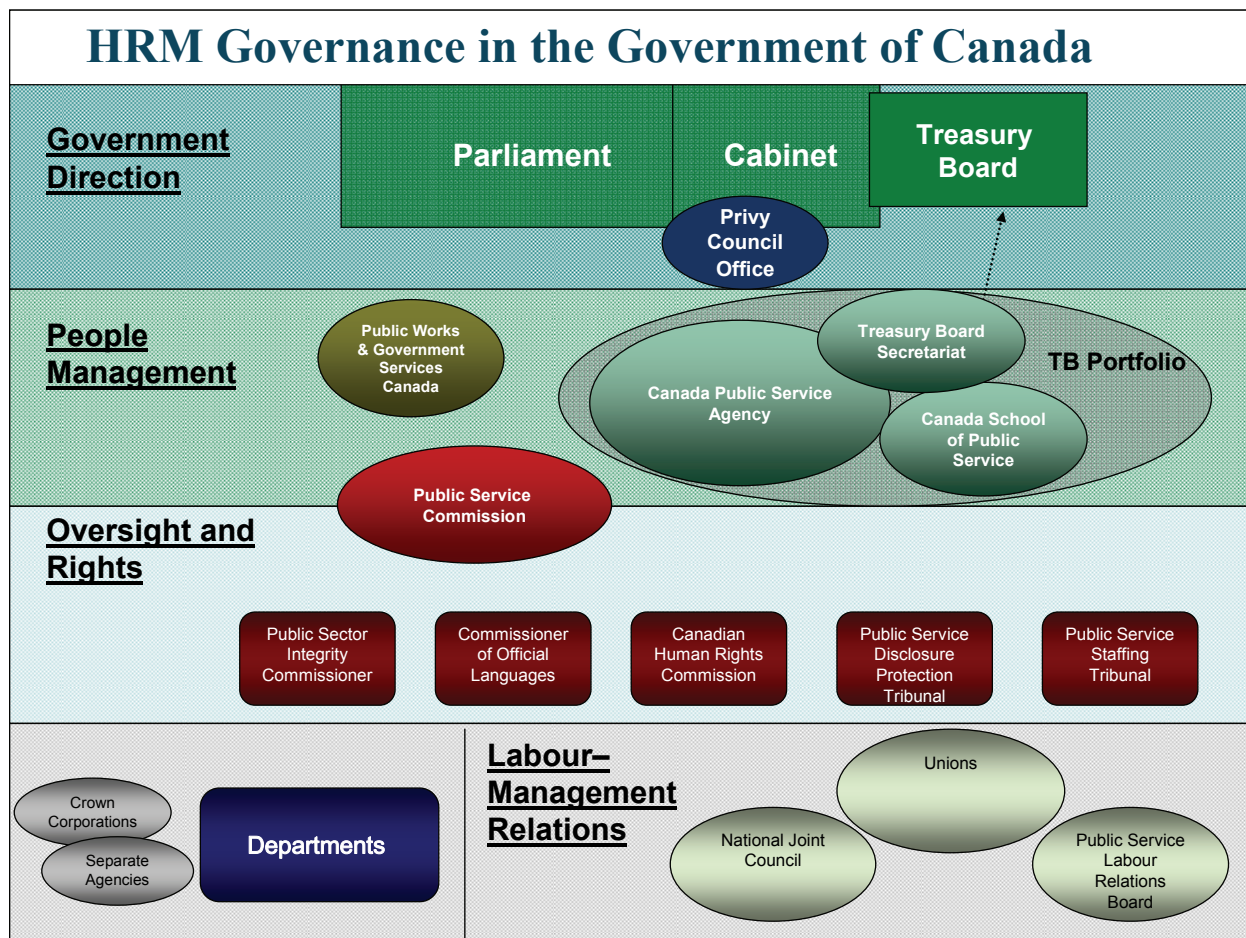 HRM Governance in the Government of Canada
Government
Direction
Parliament
Cabinet
Treasury
Board
Privy
Council
Office
People
Management
Public Works
& Government
Services
Canada
Treasury Board
Secretariat
TB Portfolio
Canada Public Service
Agency
Canada School
of Public
Service
Public Service
Commission
Oversight and
Rights
Public Sector
Integrity
Commissioner
Commissioner
of Official
Languages
Canadian
Human Rights
Commission
Public Service
Disclosure
Protection
Tribunal
Public Service
Staffing
Tribunal
Crown
Corporations
Separate
Agencies
Departments
Labour–
Management
Relations
Unions
National Joint
Council
Public Service
Labour
Relations
Board